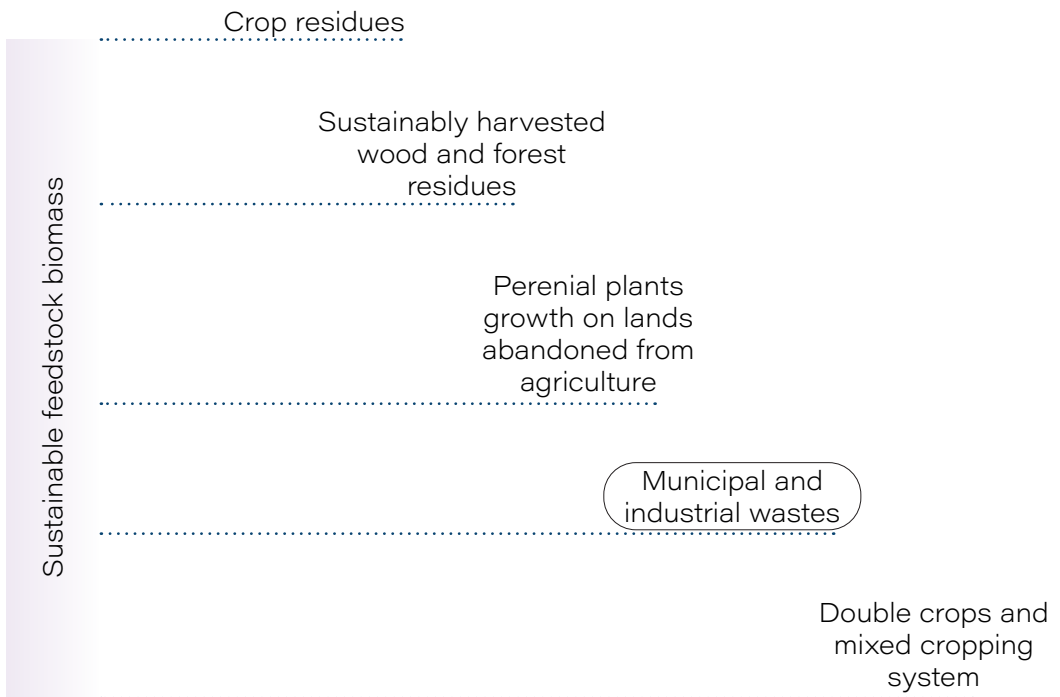 Crop residues
Sustainably harvested
wood and forest
residues
Sustainable feedstock biomass
Perenial plants
growth on lands
abandoned from
agriculture
Municipal and
industrial wastes
Double crops and
mixed cropping
system